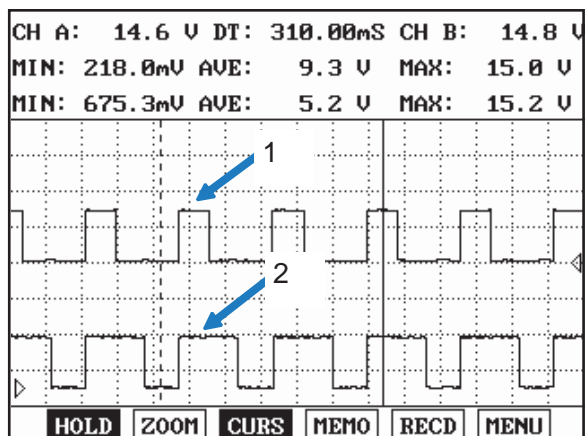 CH A: 14.6 V DT: 310.00mS CH B: 14.8 V
MIN: 218.0mV AVE: 9.3 V MAX: 15.0 V
MIN: 675.3mV AVE: 5.2 V MAX: 15.2 V
1
2
HOLD ZOOM CURS MEMO RECD MENU